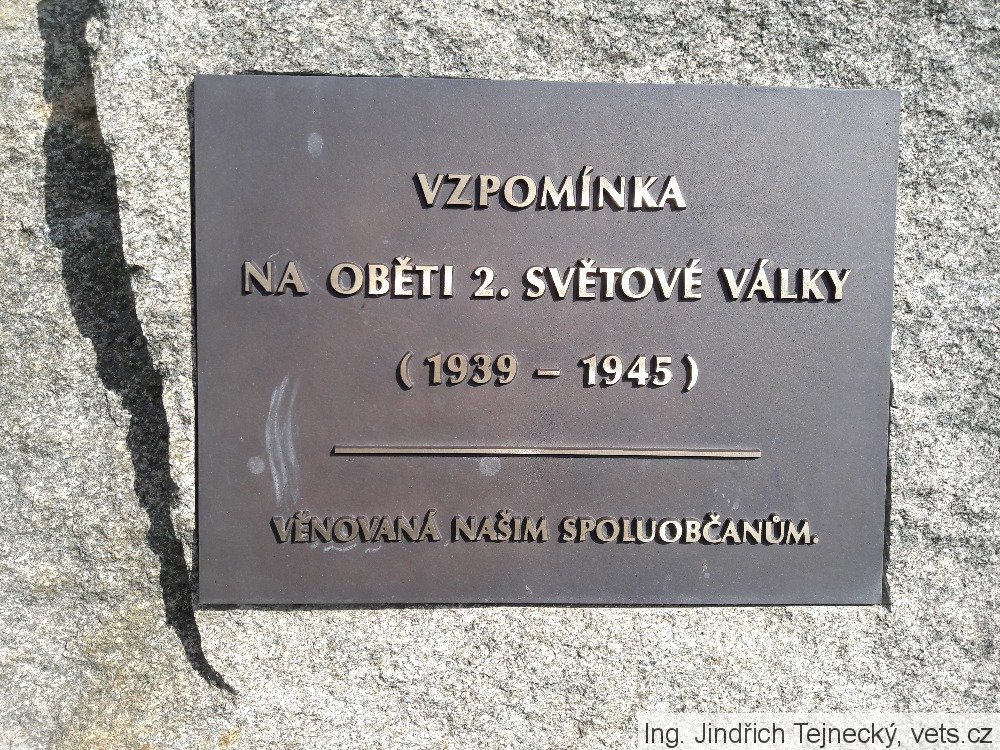 VZPOMÍNKA
NA OBĚTI 2. SVĚTOVÉ VÁLKY
(1939 – 1945)
VĚNOVANÁ NAŠIM SPOLUOBČANŮM.
Ing. Jindřich Tejnecký, vets.cz